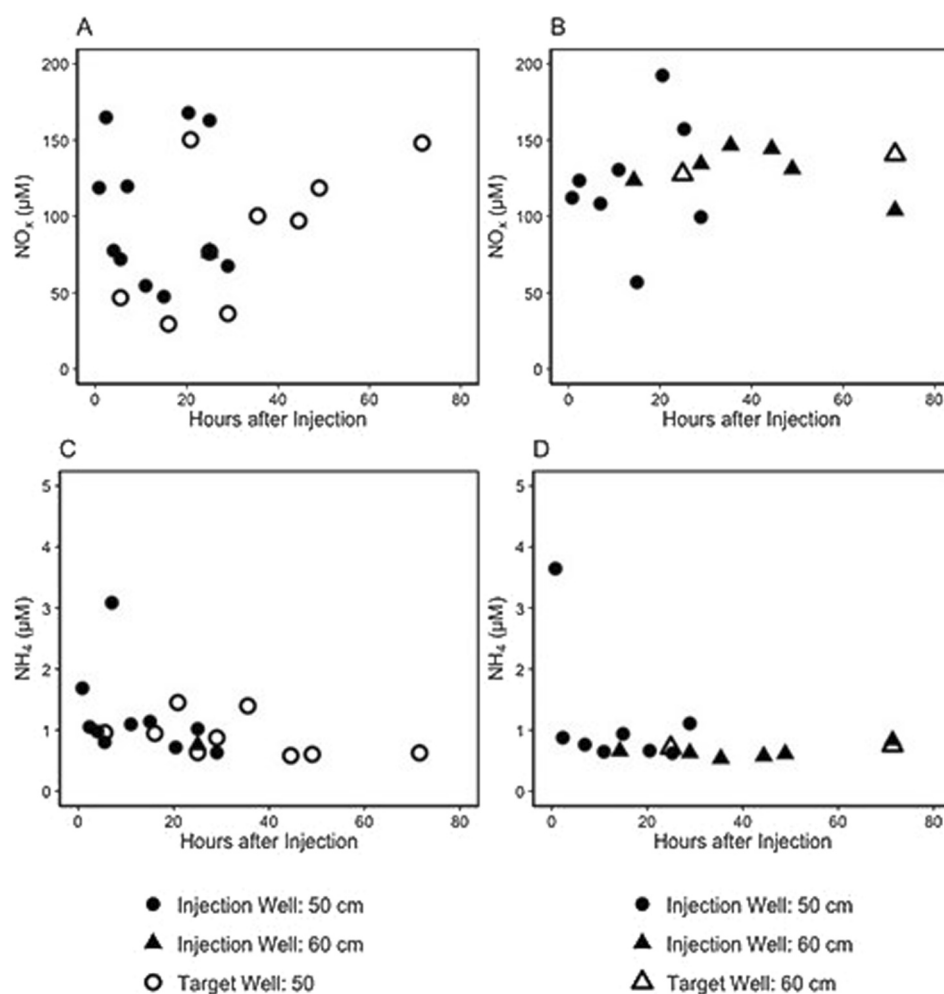 A
B
200
150
100
50
0
NOx (µM)
0 20 40 60 80
Hours after Injection
200
150
100
50
0
NOx (µM)
0 20 40 60 80
Hours after Injection
C
D
5
4
3
2
1
0
NH4 (µM)
0 20 40 60 80
Hours after Injection
5
4
3
2
1
0
NH4 (µM)
0 20 40 60 80
Hours after Injection
Injection Well: 50 cm
Injection Well: 60 cm
Target Well: 50
Injection Well: 50 cm
Injection Well: 60 cm
Target Well: 60 cm